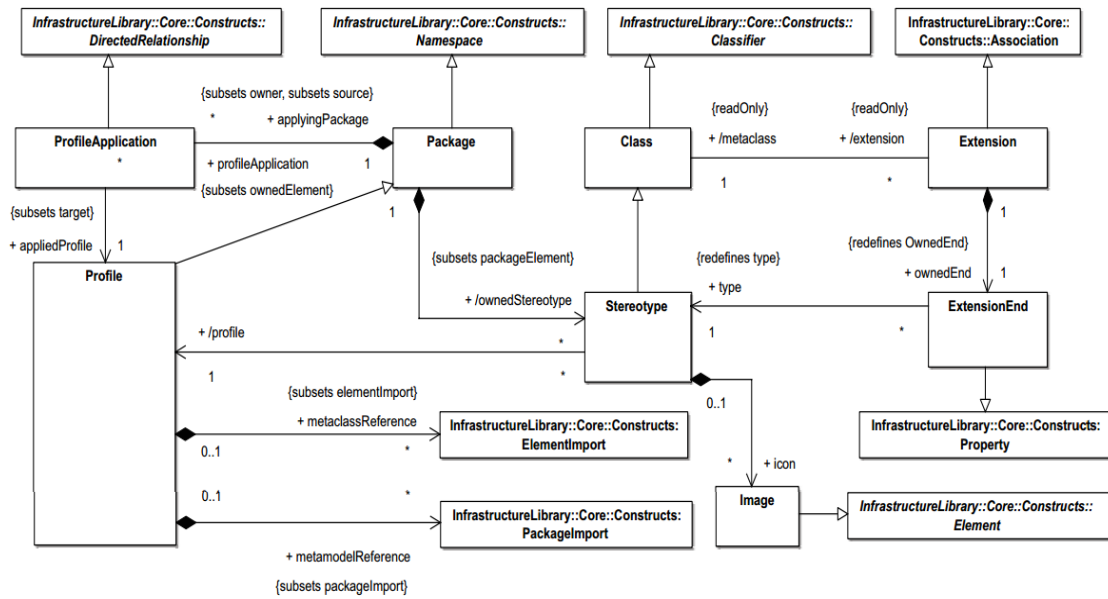 InfrastructureLibrary::Core::Constructs::
DirectedRelationship
InfrastructureLibrary::Core::Constructs::
Namespace
InfrastructureLibrary::Core::Constructs::
Classifier
InfrastructureLibrary::Core::
Constructs::Association
{subsets owner, subsets source}
* + applyingPackage
{readOnly}
+ /metaclass
{readOnly}
+ /extension
ProfileApplication
*
Package
Class
Extension
+ profileApplication 1
{subsets ownedElement}
1
*
1
1
{subsets target}
+ appliedProfile 1
{subsets packageElement}
{redefines type}
+ type
{redefines OwnedEnd}
+ ownedEnd 1
Profile
+ /ownedStereotype
Stereotype
ExtensionEnd
+ /profile
*
1
*
1
*
{subsets elementImport}
+ metaclassReference
0..1
*
InfrastructureLibrary::Core::Constructs:
ElementImport
0..1
InfrastructureLibrary::Core::Constructs:
Property
* + icon
0..1
*
InfrastructureLibrary::Core::Constructs:
PackageImport
Image
InfrastructureLibrary::Core::Constructs::
Element
+ metamodelReference
{subsets packageImport}